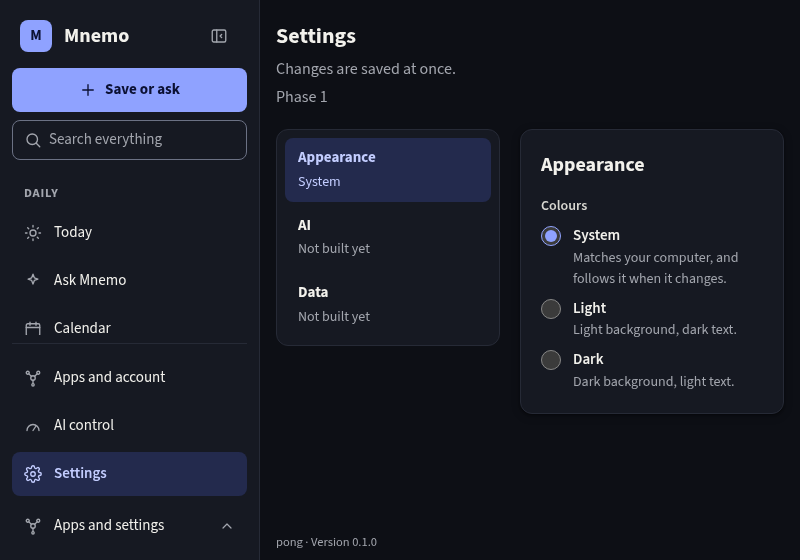 M Mnemo
Save or ask
Search everything
DAILY
Today
Ask Mnemo
Calendar
Apps and account
AI control
Settings
Apps and settings
Settings
Changes are saved at once.
Phase 1
Appearance
System
AI
Not built yet
Data
Not built yet
Appearance
Colours
System
Matches your computer, and
follows it when it changes.
Light
Light background, dark text.
Dark
Dark background, light text.
pong · Version 0.1.0